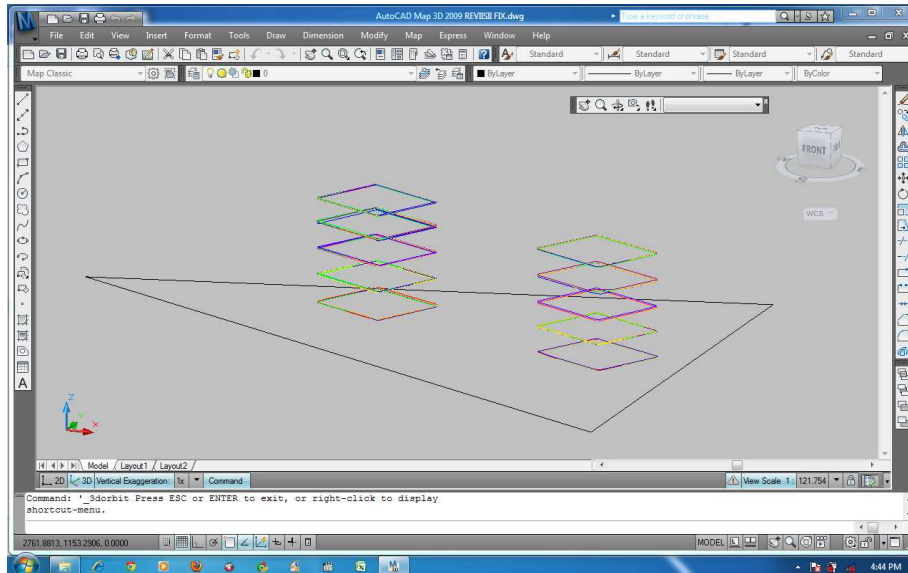 AutoCAD Map 3D 2009 REVIISII FIX.dwg
Type a keyword or phrase
File Edit View Insert Format Tools Draw Dimension Modify Map Express Window Help
Standard Standard Standard Standard
Map Classic 0 ByLayer ByLayer ByLayer ByColor
FRONT
WCS
Z
Y
X
A
Model Layout1 Layout2
2D 3D Vertical Exaggeration: 1x Command View Scale 1: 121.754
Command: '_3dorbit Press ESC or ENTER to exit, or right-click to display
shortcut-menu.
2761.8813, 1153.2906, 0.0000 MODEL
4:44 PM